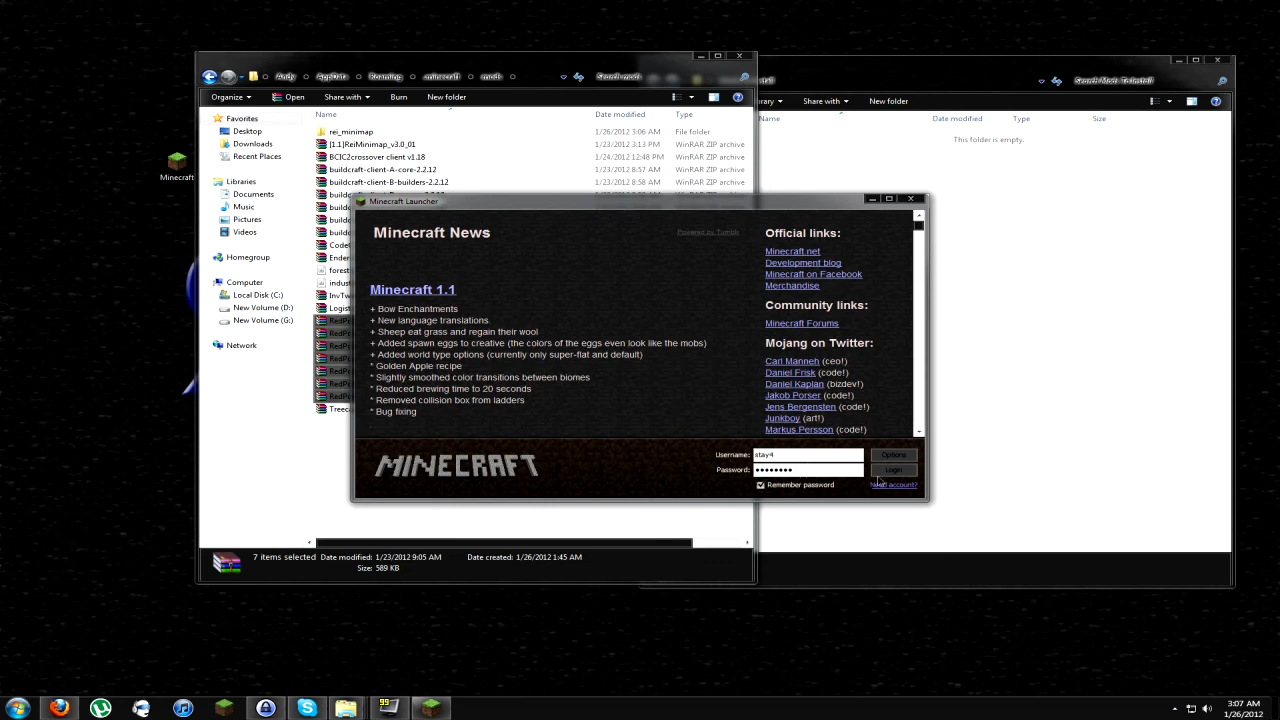 Andy AppData Roaming .minecraft mods Search mods
Organize Open Share with Burn New folder
Favorites
Desktop
Downloads
Recent Places
Libraries
Documents
Music
Pictures
Videos
Homegroup
Computer
Local Disk (C:)
New Volume (D:)
New Volume (G:)
Network
Name Date modified Type
rei_minimap 1/26/2012 3:06 AM File folder
[1.1]ReiMinimap_v3.0_01 1/23/2012 3:13 PM WinRAR ZIP archive
BCIC2crossover client v1.18 1/24/2012 12:48 PM WinRAR ZIP archive
buildcraft-client-A-core-2.2.12 1/23/2012 8:57 AM WinRAR ZIP archive
buildcraft-client-B-builders-2.2.12 1/23/2012 8:58 AM WinRAR ZIP archive
7 items selected Date modified: 1/23/2012 9:05 AM Date created: 1/26/2012 1:45 AM
Size: 589 KB
Search Mods To Install
Share with New folder
Name Date modified Type Size
This folder is empty.
Minecraft
Minecraft Launcher
Minecraft News
Powered by Tumblr
Minecraft 1.1
+ Bow Enchantments
+ New language translations
+ Sheep eat grass and regain their wool
+ Added spawn eggs to creative (the colors of the eggs even look like the mobs)
+ Added world type options (currently only super-flat and default)
* Golden Apple recipe
* Slightly smoothed color transitions between biomes
* Reduced brewing time to 20 seconds
* Removed collision box from ladders
* Bug fixing
Official links:
Minecraft.net
Development blog
Minecraft on Facebook
Merchandise
Community links:
Minecraft Forums
Mojang on Twitter:
Carl Manneh (ceo!)
Daniel Frisk (code!)
Daniel Kaplan (bizdev!)
Jakob Porser (code!)
Jens Bergensten (code!)
Junkboy (art!)
Markus Persson (code!)
MINECRAFT
Username: stay4 Options
Password: ●●●●●●●● Login
Remember password Need account?
99
3:07 AM
1/26/2012